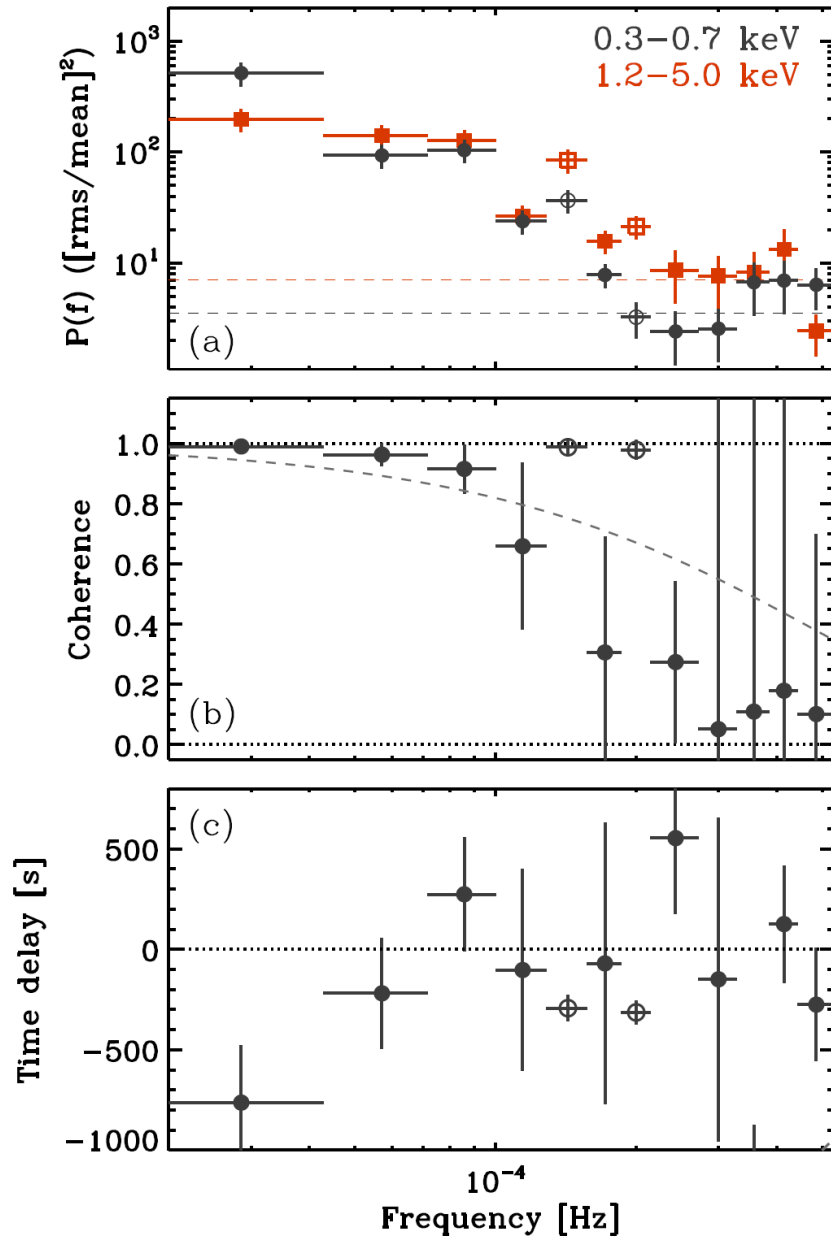 0.3−0.7 keV
1.2−5.0 keV
10³
10²
10¹
P(f) ([rms/mean]²)
(a)
1.0
0.8
0.6
0.4
0.2
0.0
Coherence
(b)
(c)
500
0
−500
−1000
Time delay [s]
10⁻⁴
Frequency [Hz]